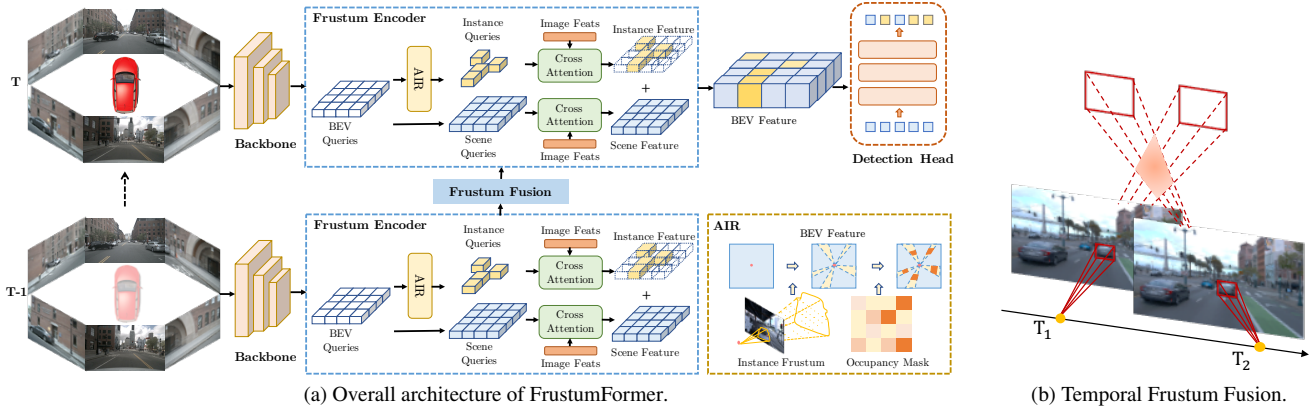 T
Backbone
Frustum Encoder
BEV
Queries
AIR
Instance
Queries
Scene
Queries
Image Feats
Cross
Attention
Instance Feature
+
Cross
Attention
Image Feats
Scene Feature
BEV Feature
Detection Head
Frustum Fusion
T-1
Backbone
Frustum Encoder
BEV
Queries
AIR
Instance
Queries
Scene
Queries
Image Feats
Cross
Attention
Instance Feature
+
Cross
Attention
Image Feats
Scene Feature
AIR
BEV Feature
Instance Frustum
Occupancy Mask
(a) Overall architecture of FrustumFormer.
T₁
T₂
(b) Temporal Frustum Fusion.